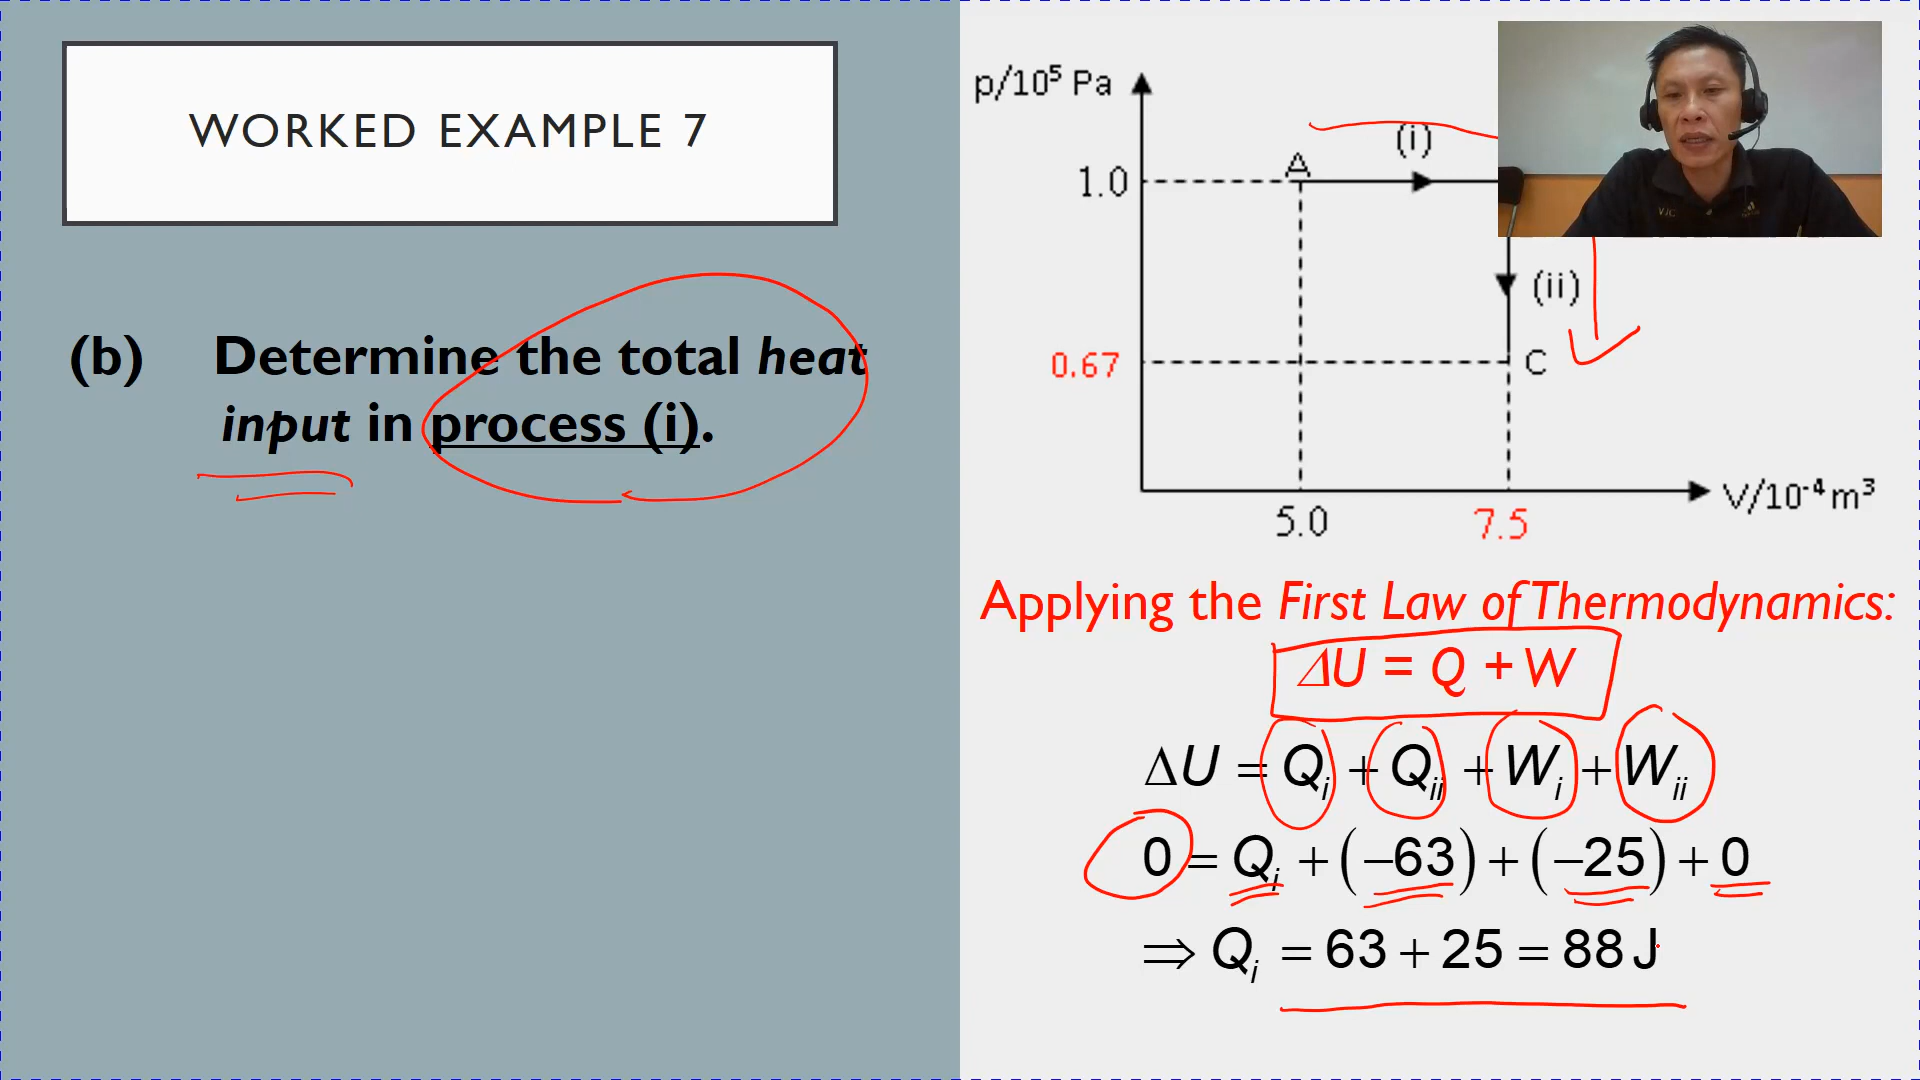 WORKED EXAMPLE 7
(b) Determine the total heat
input in process (i).
p/10⁵ Pa
1.0
A
(i)
(ii)
0.67
C
5.0
7.5
V/10⁻⁴ m³
Applying the First Law of Thermodynamics:
ΔU = Q + W
ΔU = Qᵢ + Qᵢᵢ + Wᵢ + Wᵢᵢ
0 = Qᵢ + (−63) + (−25) + 0
⇒ Qᵢ = 63 + 25 = 88 J
VJC